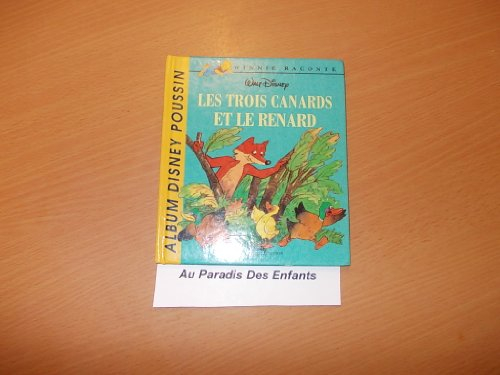 WINNIE RACONTE
Walt Disney
LES TROIS CANARDS
ET LE RENARD
ALBUM DISNEY POUSSIN
Au Paradis Des Enfants